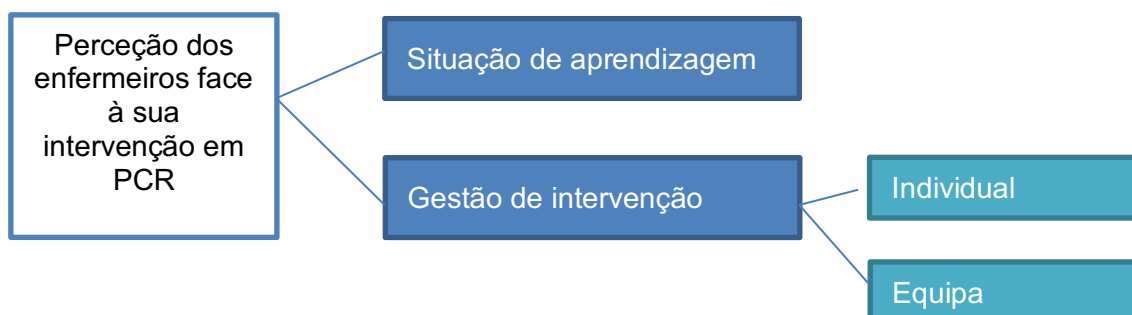 Perceção dos
enfermeiros face
à sua
intervenção em
PCR
Situação de aprendizagem
Gestão de intervenção
Individual
Equipa